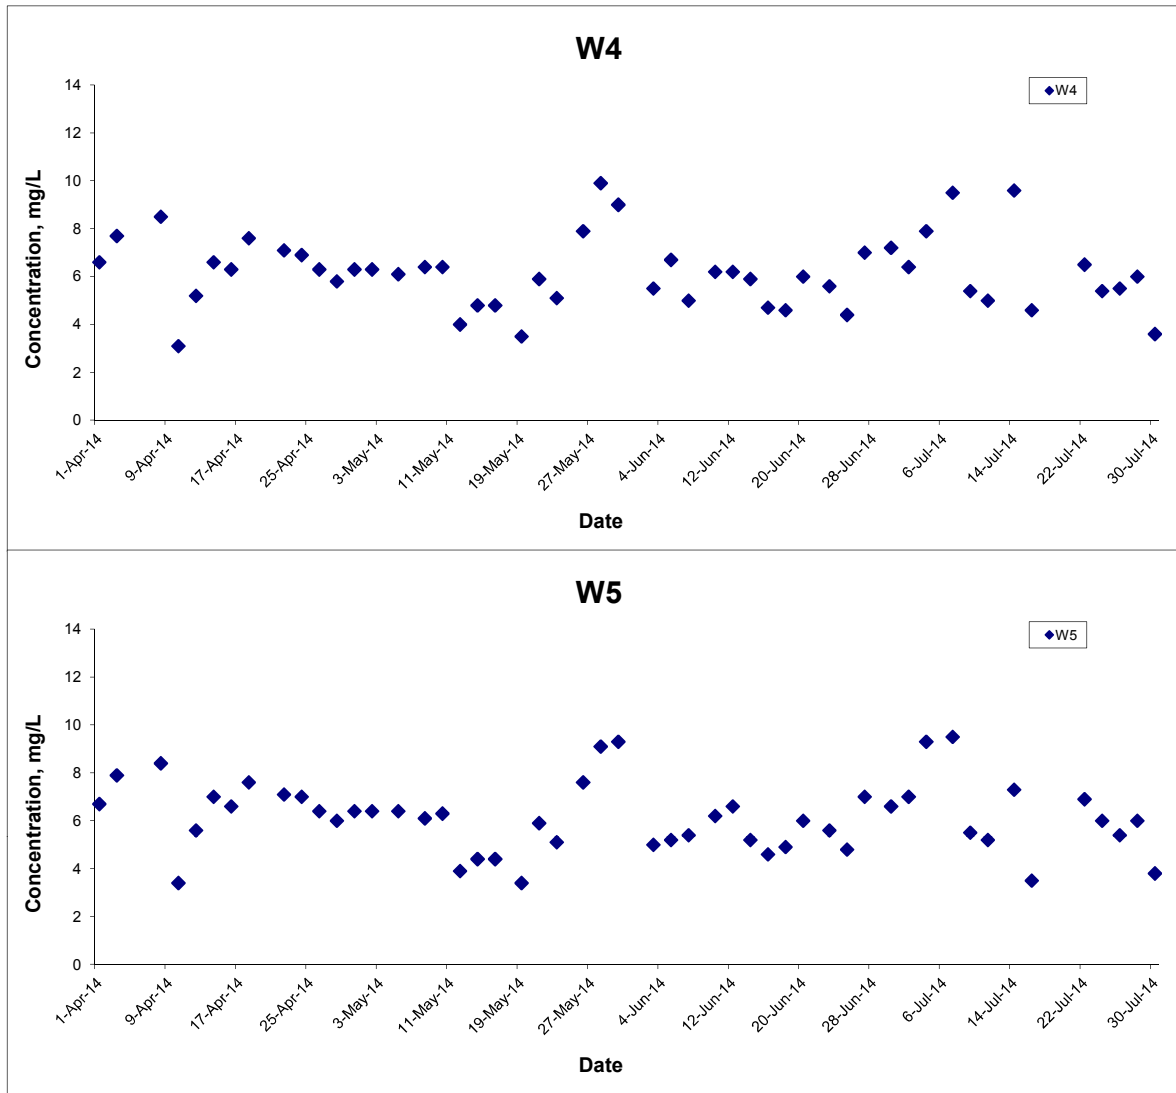 W4
W4
14
12
10
8
6
4
2
0
Concentration, mg/L
1-Apr-14
9-Apr-14
17-Apr-14
25-Apr-14
3-May-14
11-May-14
19-May-14
27-May-14
4-Jun-14
12-Jun-14
20-Jun-14
28-Jun-14
6-Jul-14
14-Jul-14
22-Jul-14
30-Jul-14
Date
W5
W5
14
12
10
8
6
4
2
0
Concentration, mg/L
1-Apr-14
9-Apr-14
17-Apr-14
25-Apr-14
3-May-14
11-May-14
19-May-14
27-May-14
4-Jun-14
12-Jun-14
20-Jun-14
28-Jun-14
6-Jul-14
14-Jul-14
22-Jul-14
30-Jul-14
Date